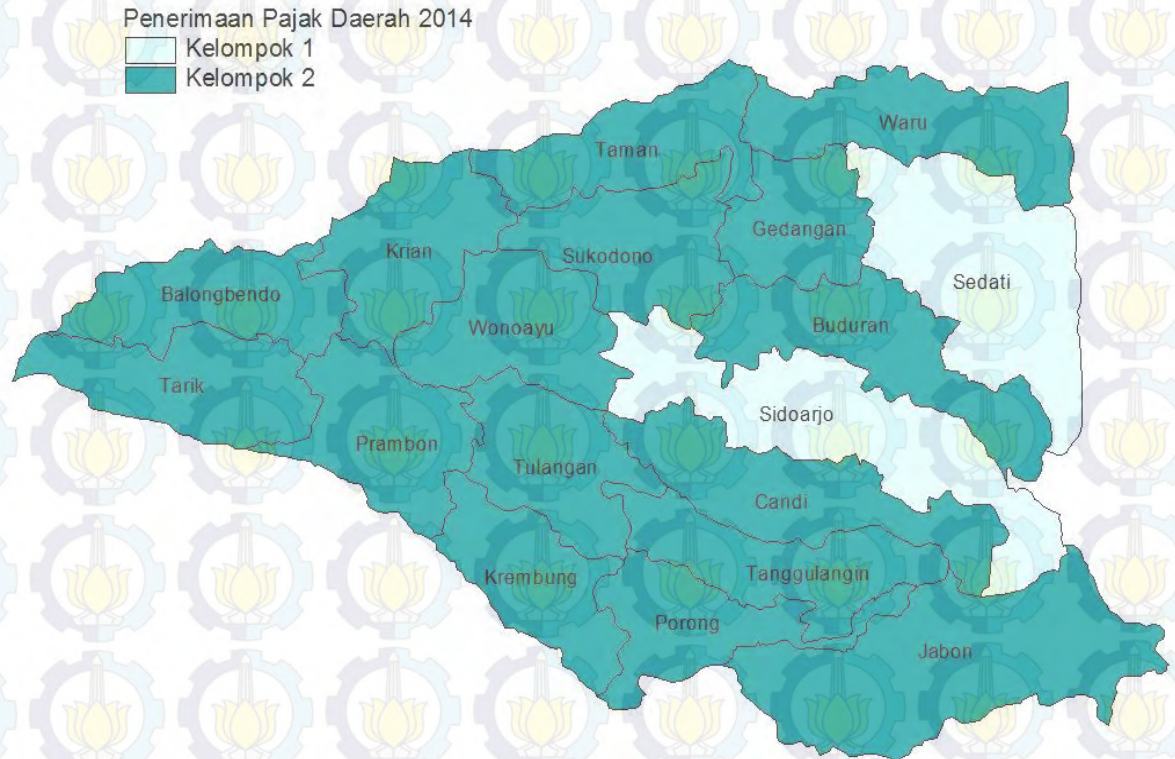 Penerimaan Pajak Daerah 2014
Kelompok 1
Kelompok 2
Waru
Taman
Gedangan
Krian
Sukodono
Sedati
Balongbendo
Wonoayu
Buduran
Tarik
Sidoarjo
Prambon
Tulangan
Candi
Krembung
Tanggulangin
Porong
Jabon